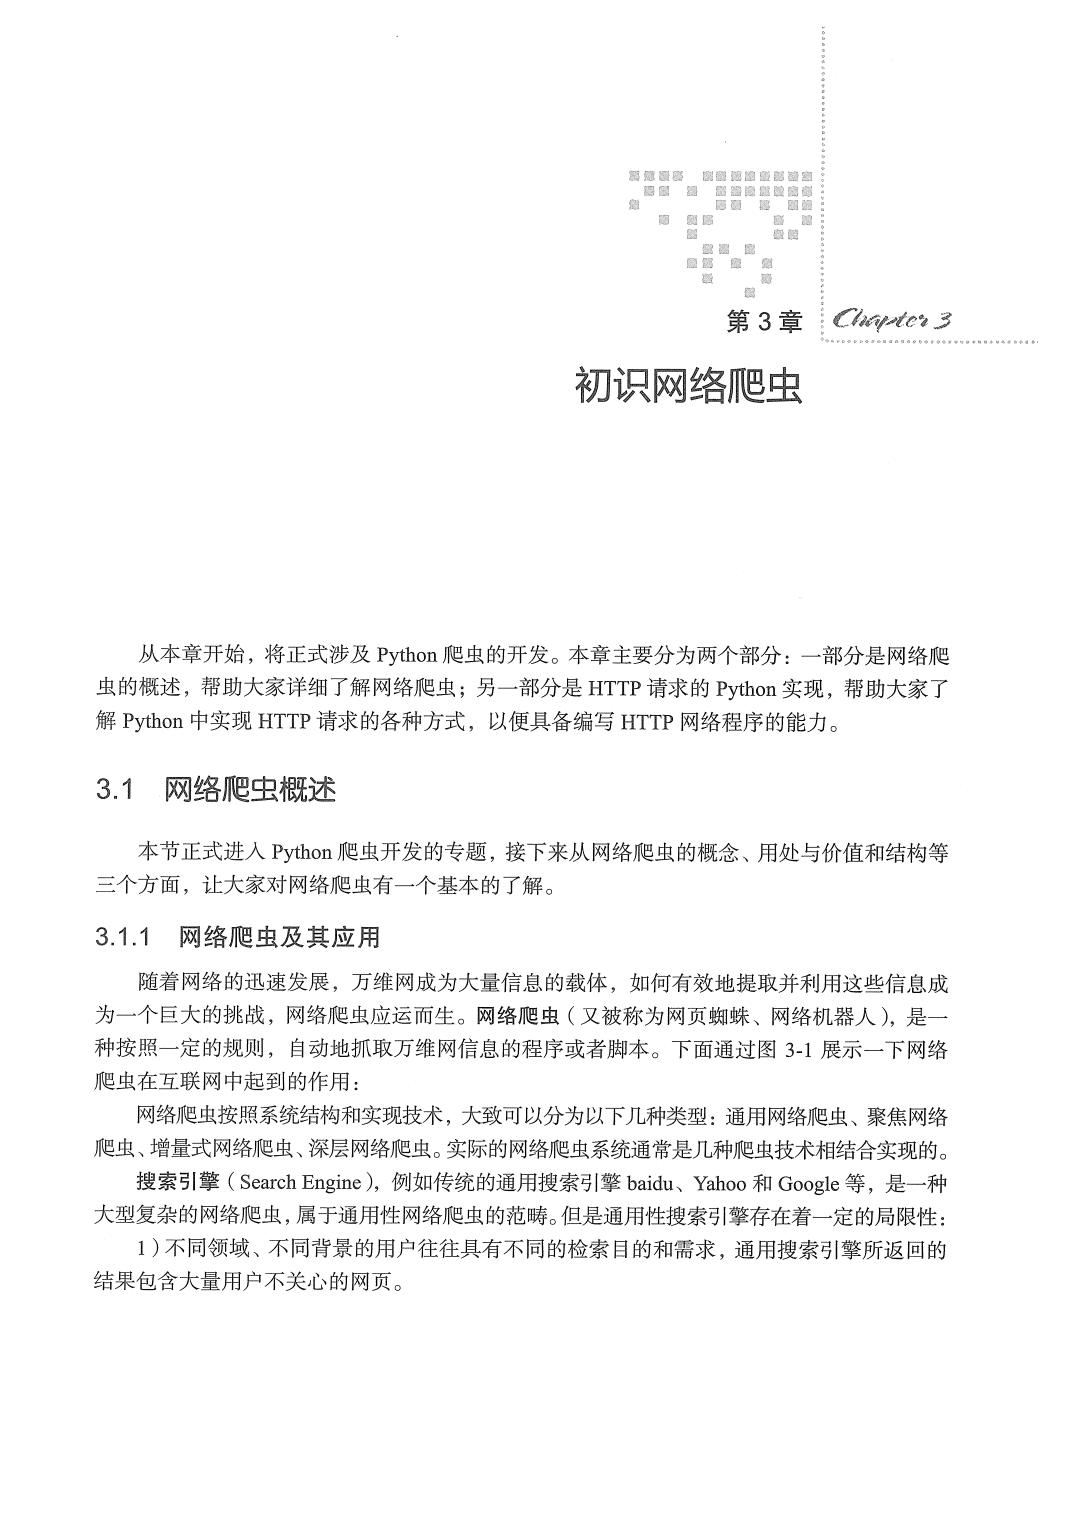 第 3 章
Chapter 3
初识网络爬虫
从本章开始，将正式涉及 Python 爬虫的开发。本章主要分为两个部分：一部分是网络爬
虫的概述，帮助大家详细了解网络爬虫；另一部分是 HTTP 请求的 Python 实现，帮助大家了
解 Python 中实现 HTTP 请求的各种方式，以便具备编写 HTTP 网络程序的能力。
3.1 网络爬虫概述
本节正式进入 Python 爬虫开发的专题，接下来从网络爬虫的概念、用处与价值和结构等
三个方面，让大家对网络爬虫有一个基本的了解。
3.1.1 网络爬虫及其应用
随着网络的迅速发展，万维网成为大量信息的载体，如何有效地提取并利用这些信息成
为一个巨大的挑战，网络爬虫应运而生。网络爬虫（又被称为网页蜘蛛、网络机器人），是一
种按照一定的规则，自动地抓取万维网信息的程序或者脚本。下面通过图 3-1 展示一下网络
爬虫在互联网中起到的作用：
网络爬虫按照系统结构和实现技术，大致可以分为以下几种类型：通用网络爬虫、聚焦网络
爬虫、增量式网络爬虫、深层网络爬虫。实际的网络爬虫系统通常是几种爬虫技术相结合实现的。
搜索引擎（Search Engine），例如传统的通用搜索引擎 baidu、Yahoo 和 Google 等，是一种
大型复杂的网络爬虫，属于通用性网络爬虫的范畴。但是通用性搜索引擎存在着一定的局限性：
1）不同领域、不同背景的用户往往具有不同的检索目的和需求，通用搜索引擎所返回的
结果包含大量用户不关心的网页。